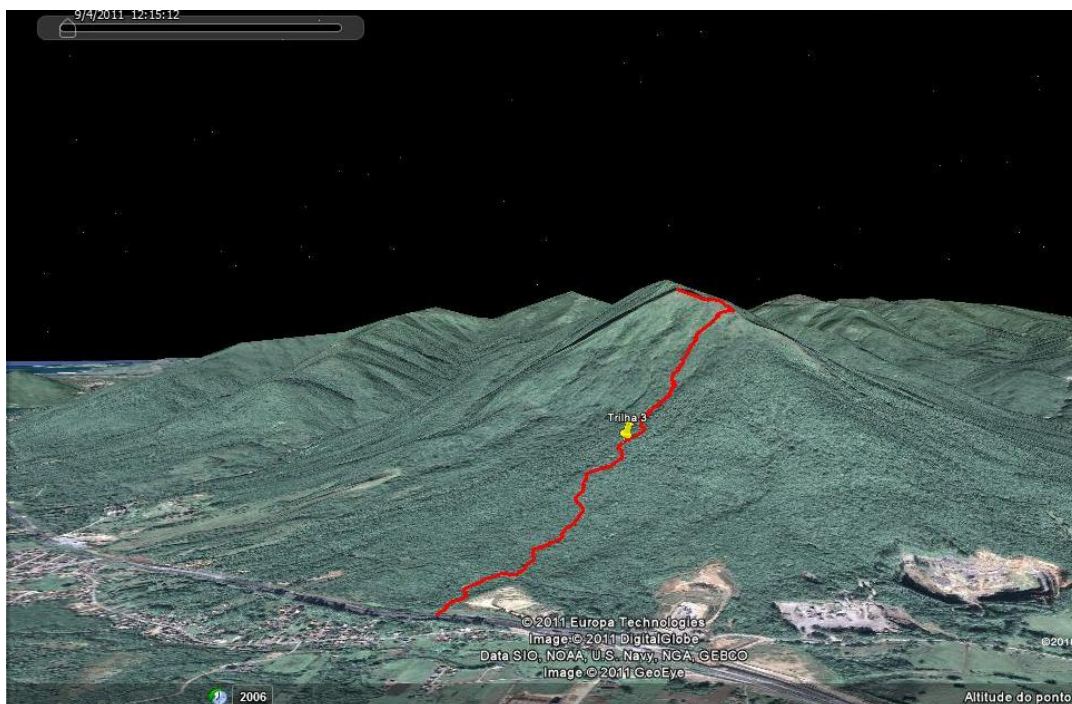 9/4/2011 12:15:12
Trilha 3
© 2011 Europa Technologies
Image © 2011 DigitalGlobe
©2010
Data SIO, NOAA, U.S. Navy, NGA, GEBCO
Image © 2011 GeoEye
2006
Altitude do ponto